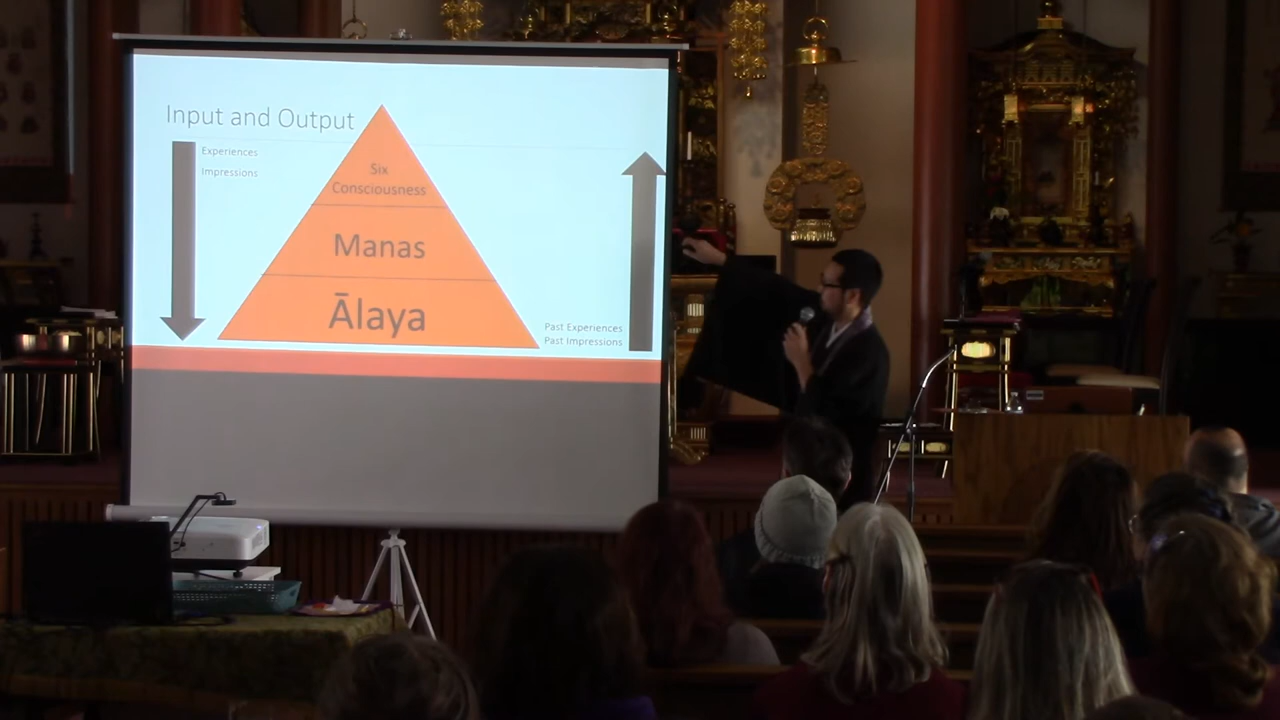 Input and Output
Experiences
Impressions
Six
Consciousness
Manas
Ālaya
Past Experiences
Past Impressions